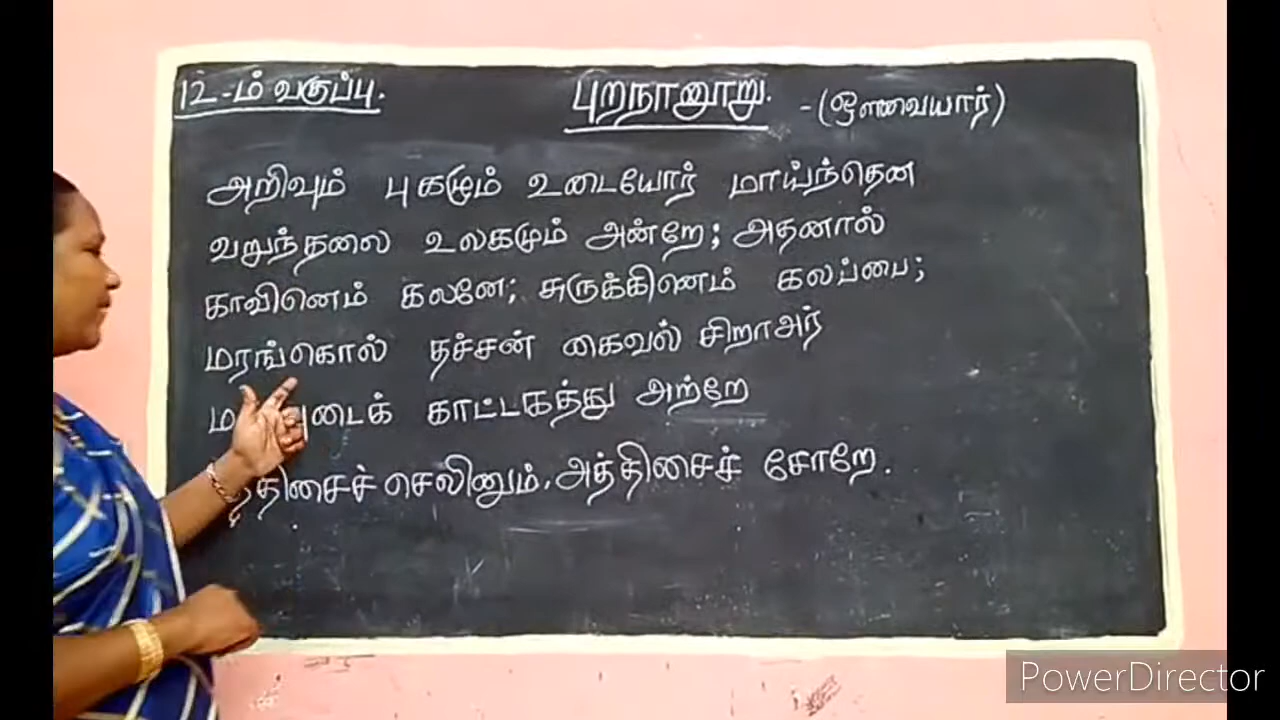 12-ம் வகுப்பு.
புறநானூறு. -(ஔவையார்)
அறிவும் புகழும் உடையோர் மாய்ந்தென
வறுந்தலை உலகமும் அன்றே; அதனால்
காவினெம் கலனே; சுருக்கினெம் கலப்பை;
மரங்கொல் தச்சன் கைவல் சிறாஅர்
காட்டகத்து அற்றே
செலினும், அத்திசைச் சோறே.
PowerDirector